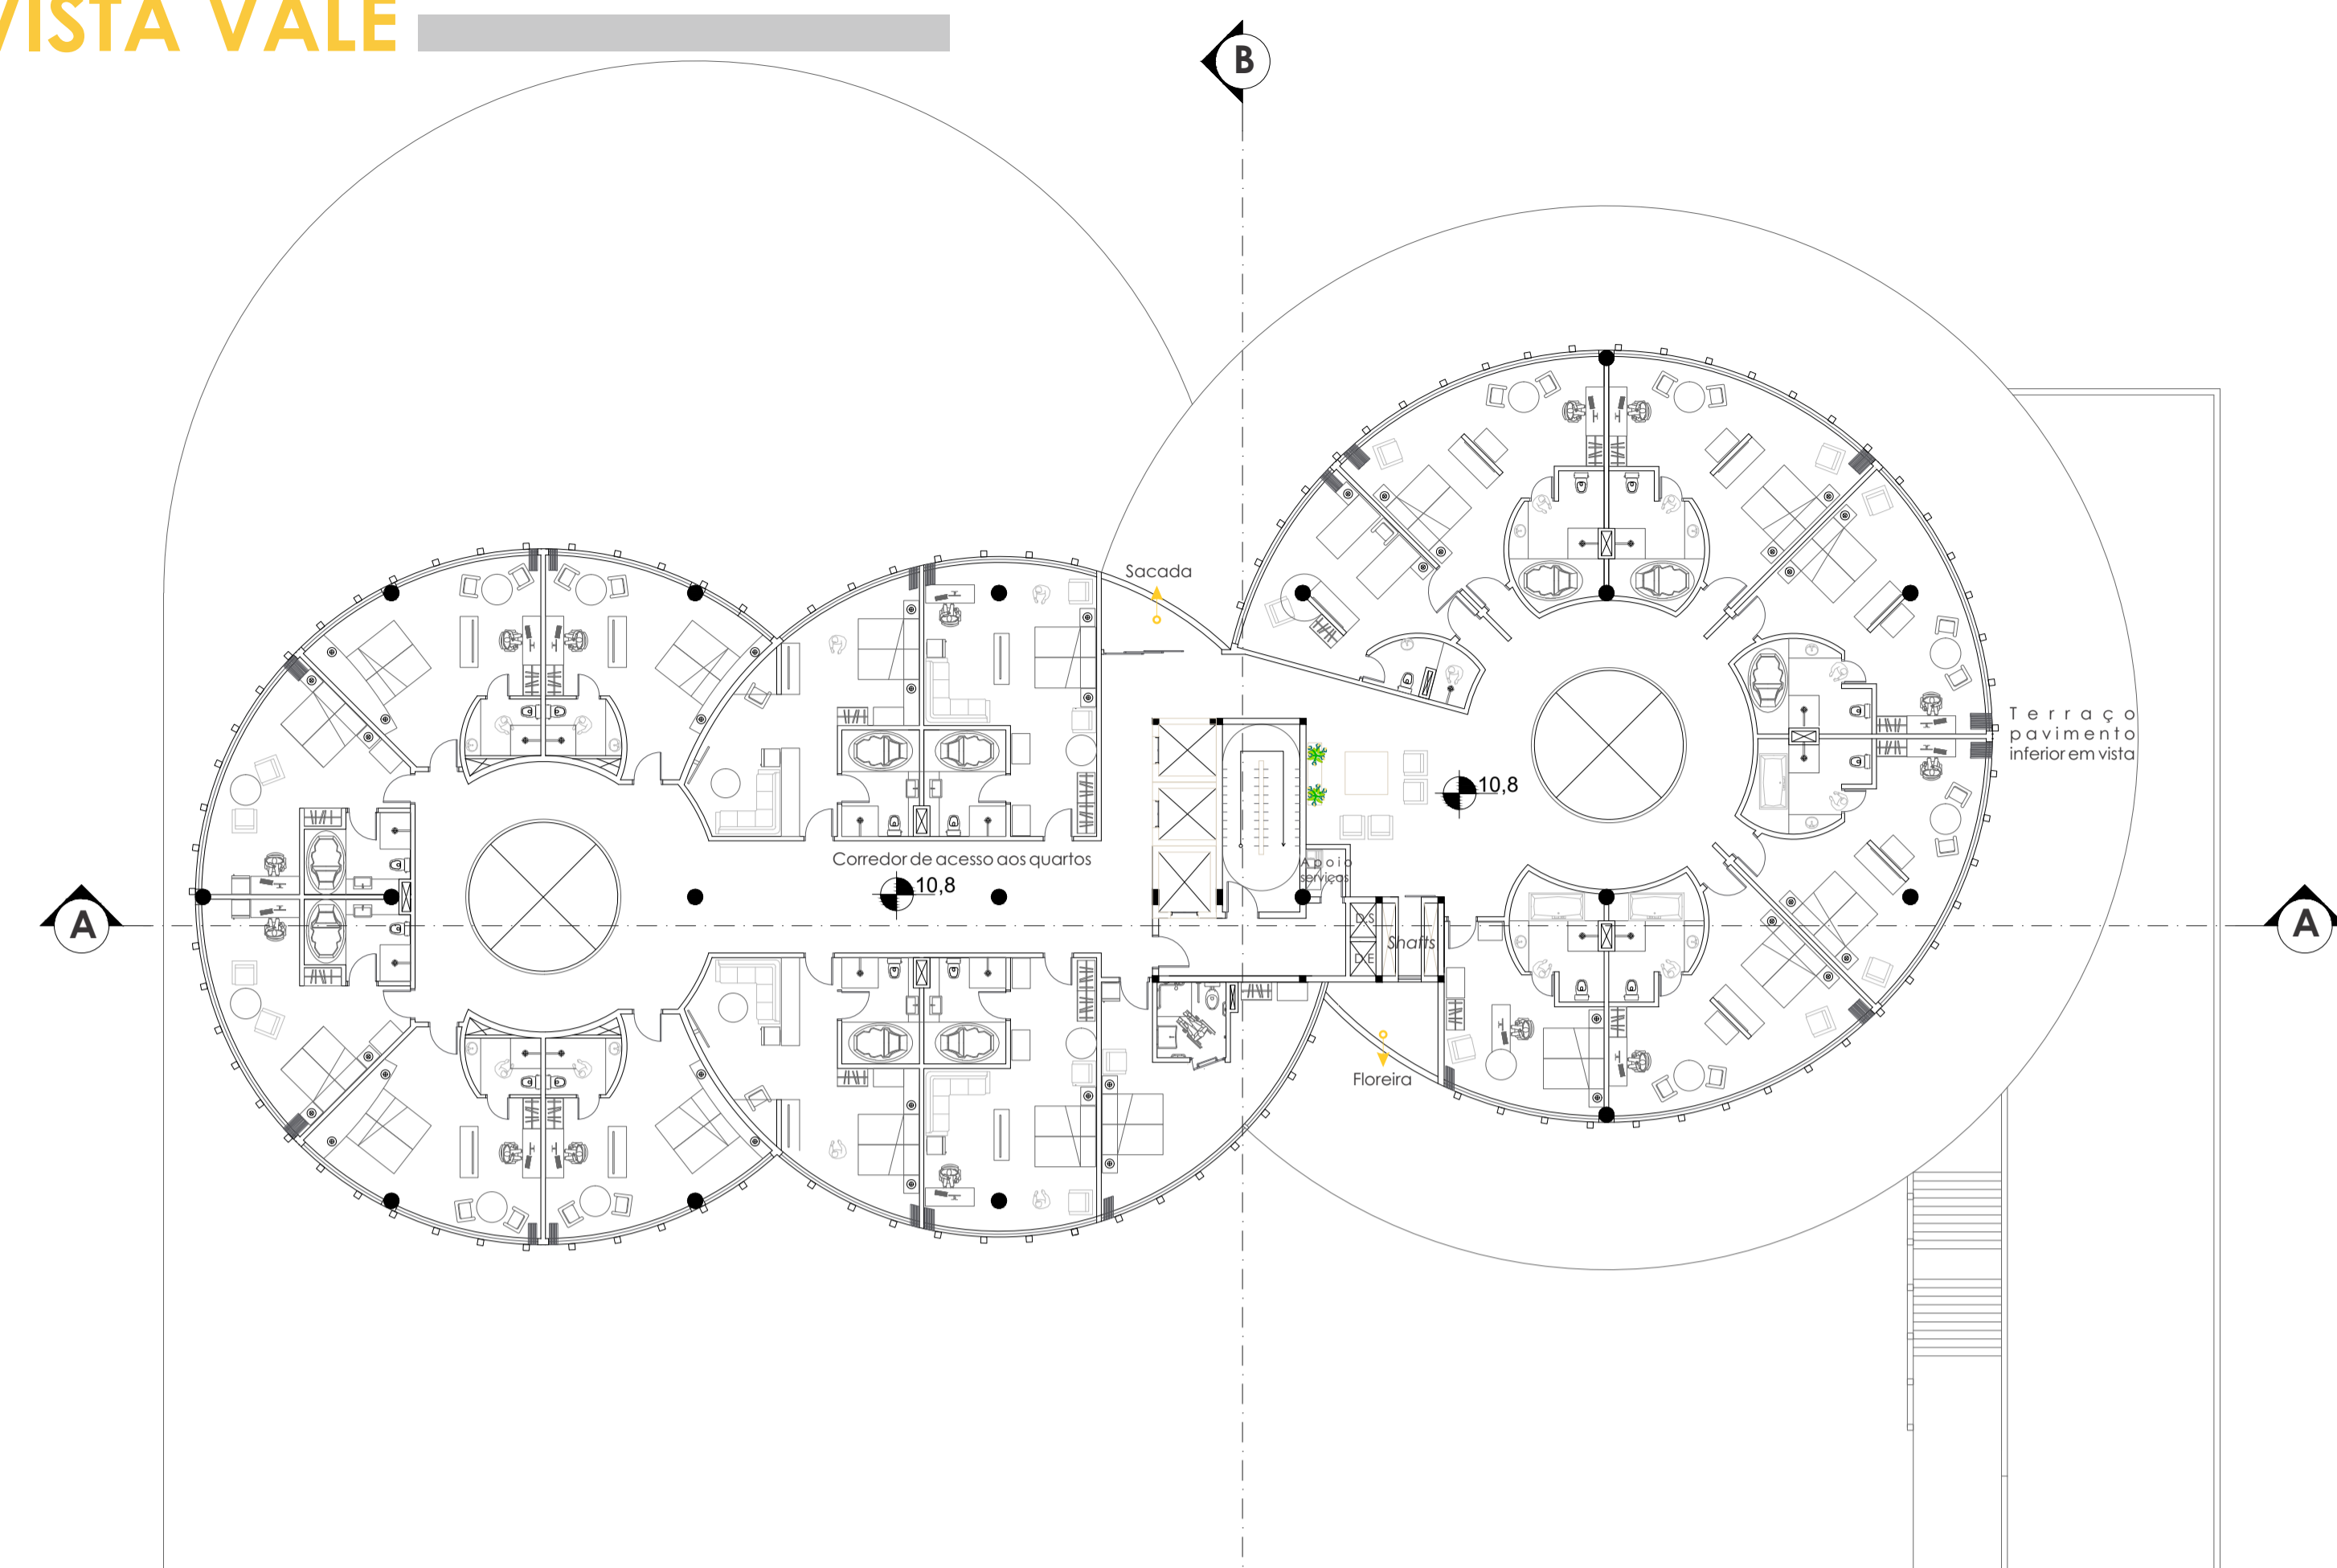 VISTA VALE
B
Sacada
Terraço
pavimento
inferior em vista
10,8
Corredor de acesso aos quartos
10,8
Apoio
serviços
A
D.S
Shafts
D.E
A
Floreira